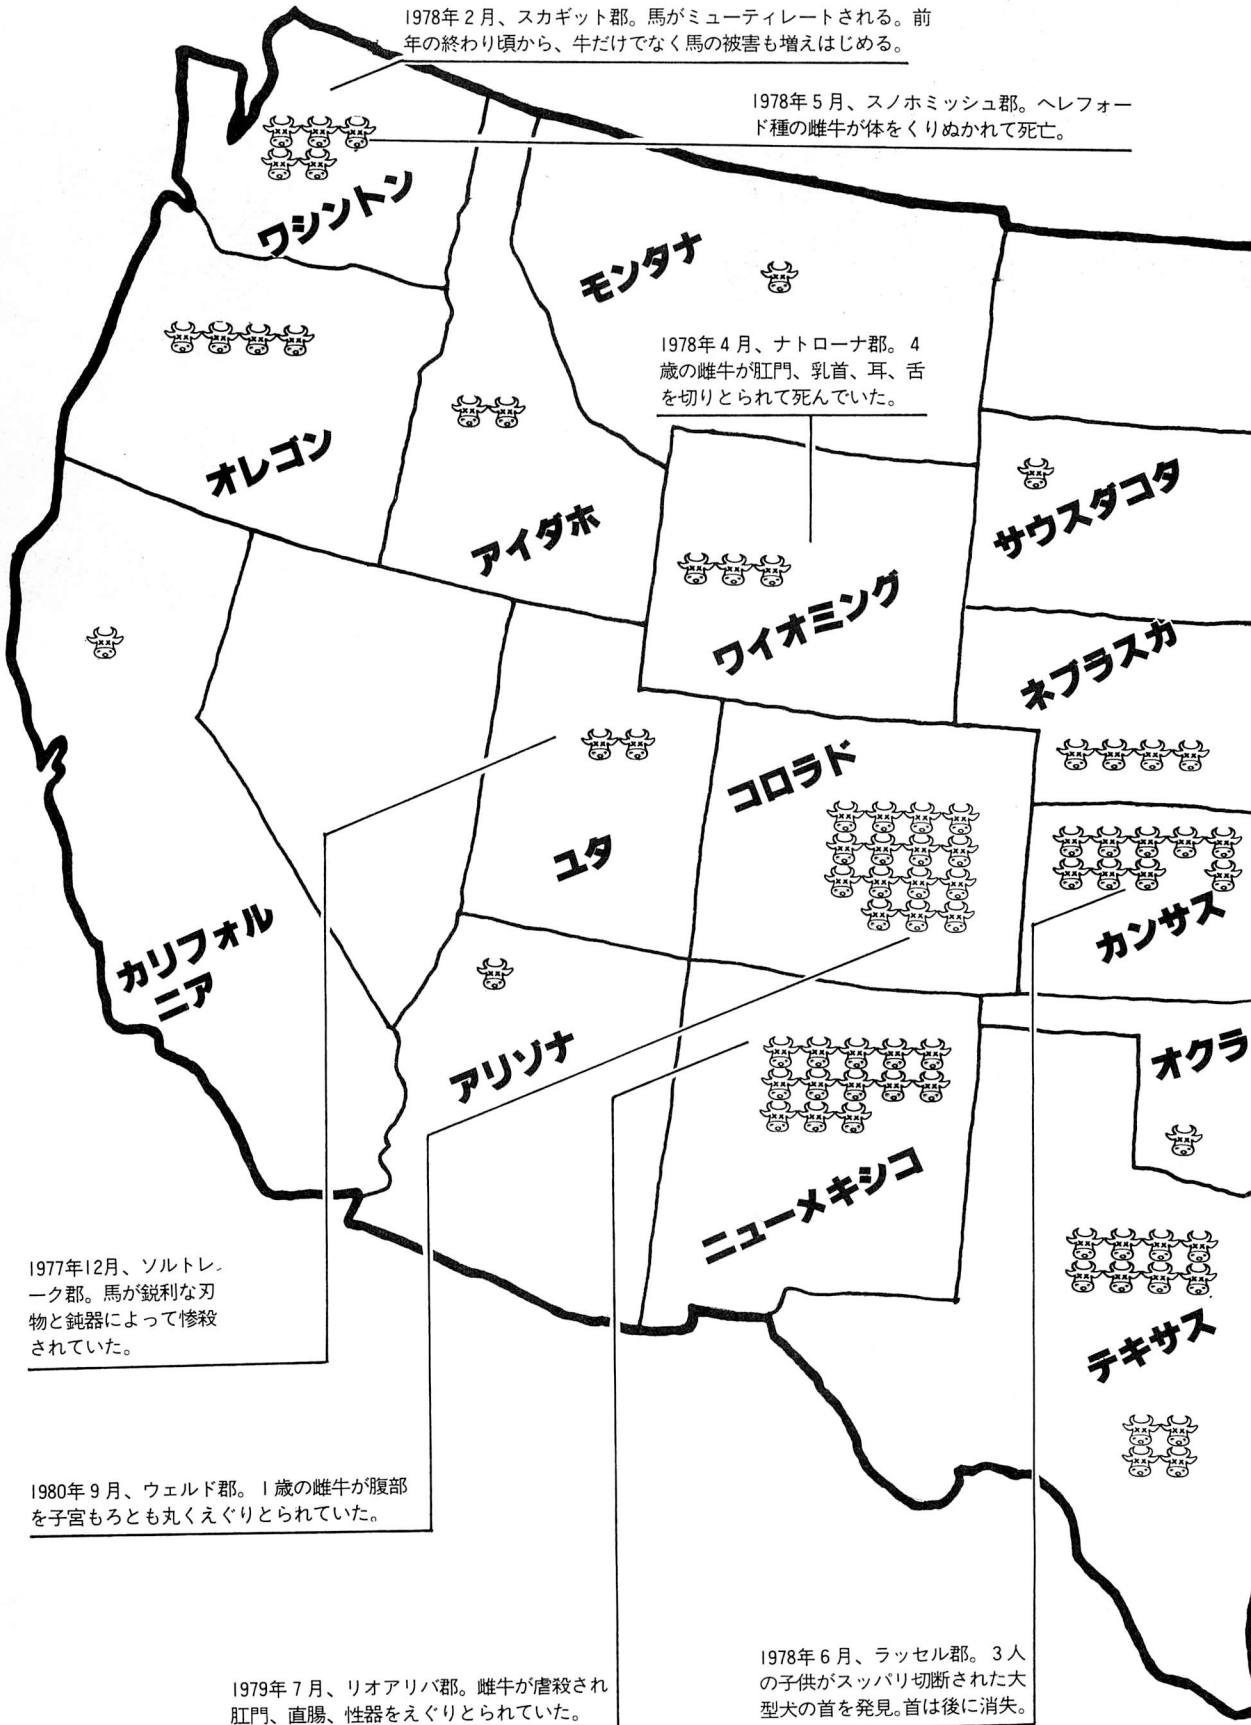 1978年2月、スカギット郡。馬がミューティレートされる。前
年の終わり頃から、牛だけでなく馬の被害も増えはじめる。
1978年5月、スノホミッシュ郡。ヘレフォー
ド種の雌牛が体をくりぬかれて死亡。
ワシントン
モンタナ
1978年4月、ナトローナ郡。4
歳の雌牛が肛門、乳首、耳、舌
を切りとられて死んでいた。
オレゴン
アイダホ
サウスダコタ
ワイオミング
ネブラスカ
コロラド
ユタ
カンサス
カリフォル
ニア
アリゾナ
オクラ
ニューメキシコ
テキサス
1977年12月、ソルトレ
ーク郡。馬が鋭利な刃
物と鈍器によって惨殺
されていた。
1980年9月、ウェルド郡。1歳の雌牛が腹部
を子宮もろとも丸くえぐりとられていた。
1979年7月、リオアリバ郡。雌牛が虐殺され
肛門、直腸、性器をえぐりとられていた。
1978年6月、ラッセル郡。3人
の子供がスッパリ切断された大
型犬の首を発見。首は後に消失。